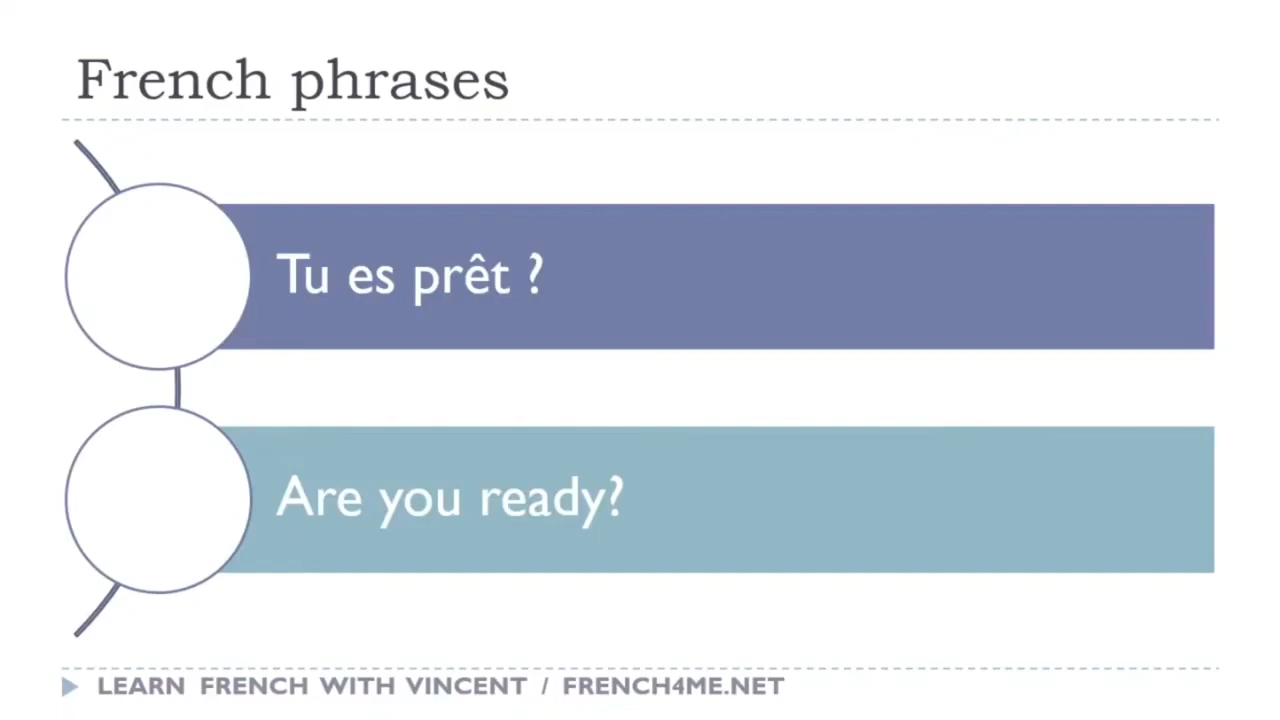 French phrases
Tu es prêt ?
Are you ready?
LEARN FRENCH WITH VINCENT / FRENCH4ME.NET